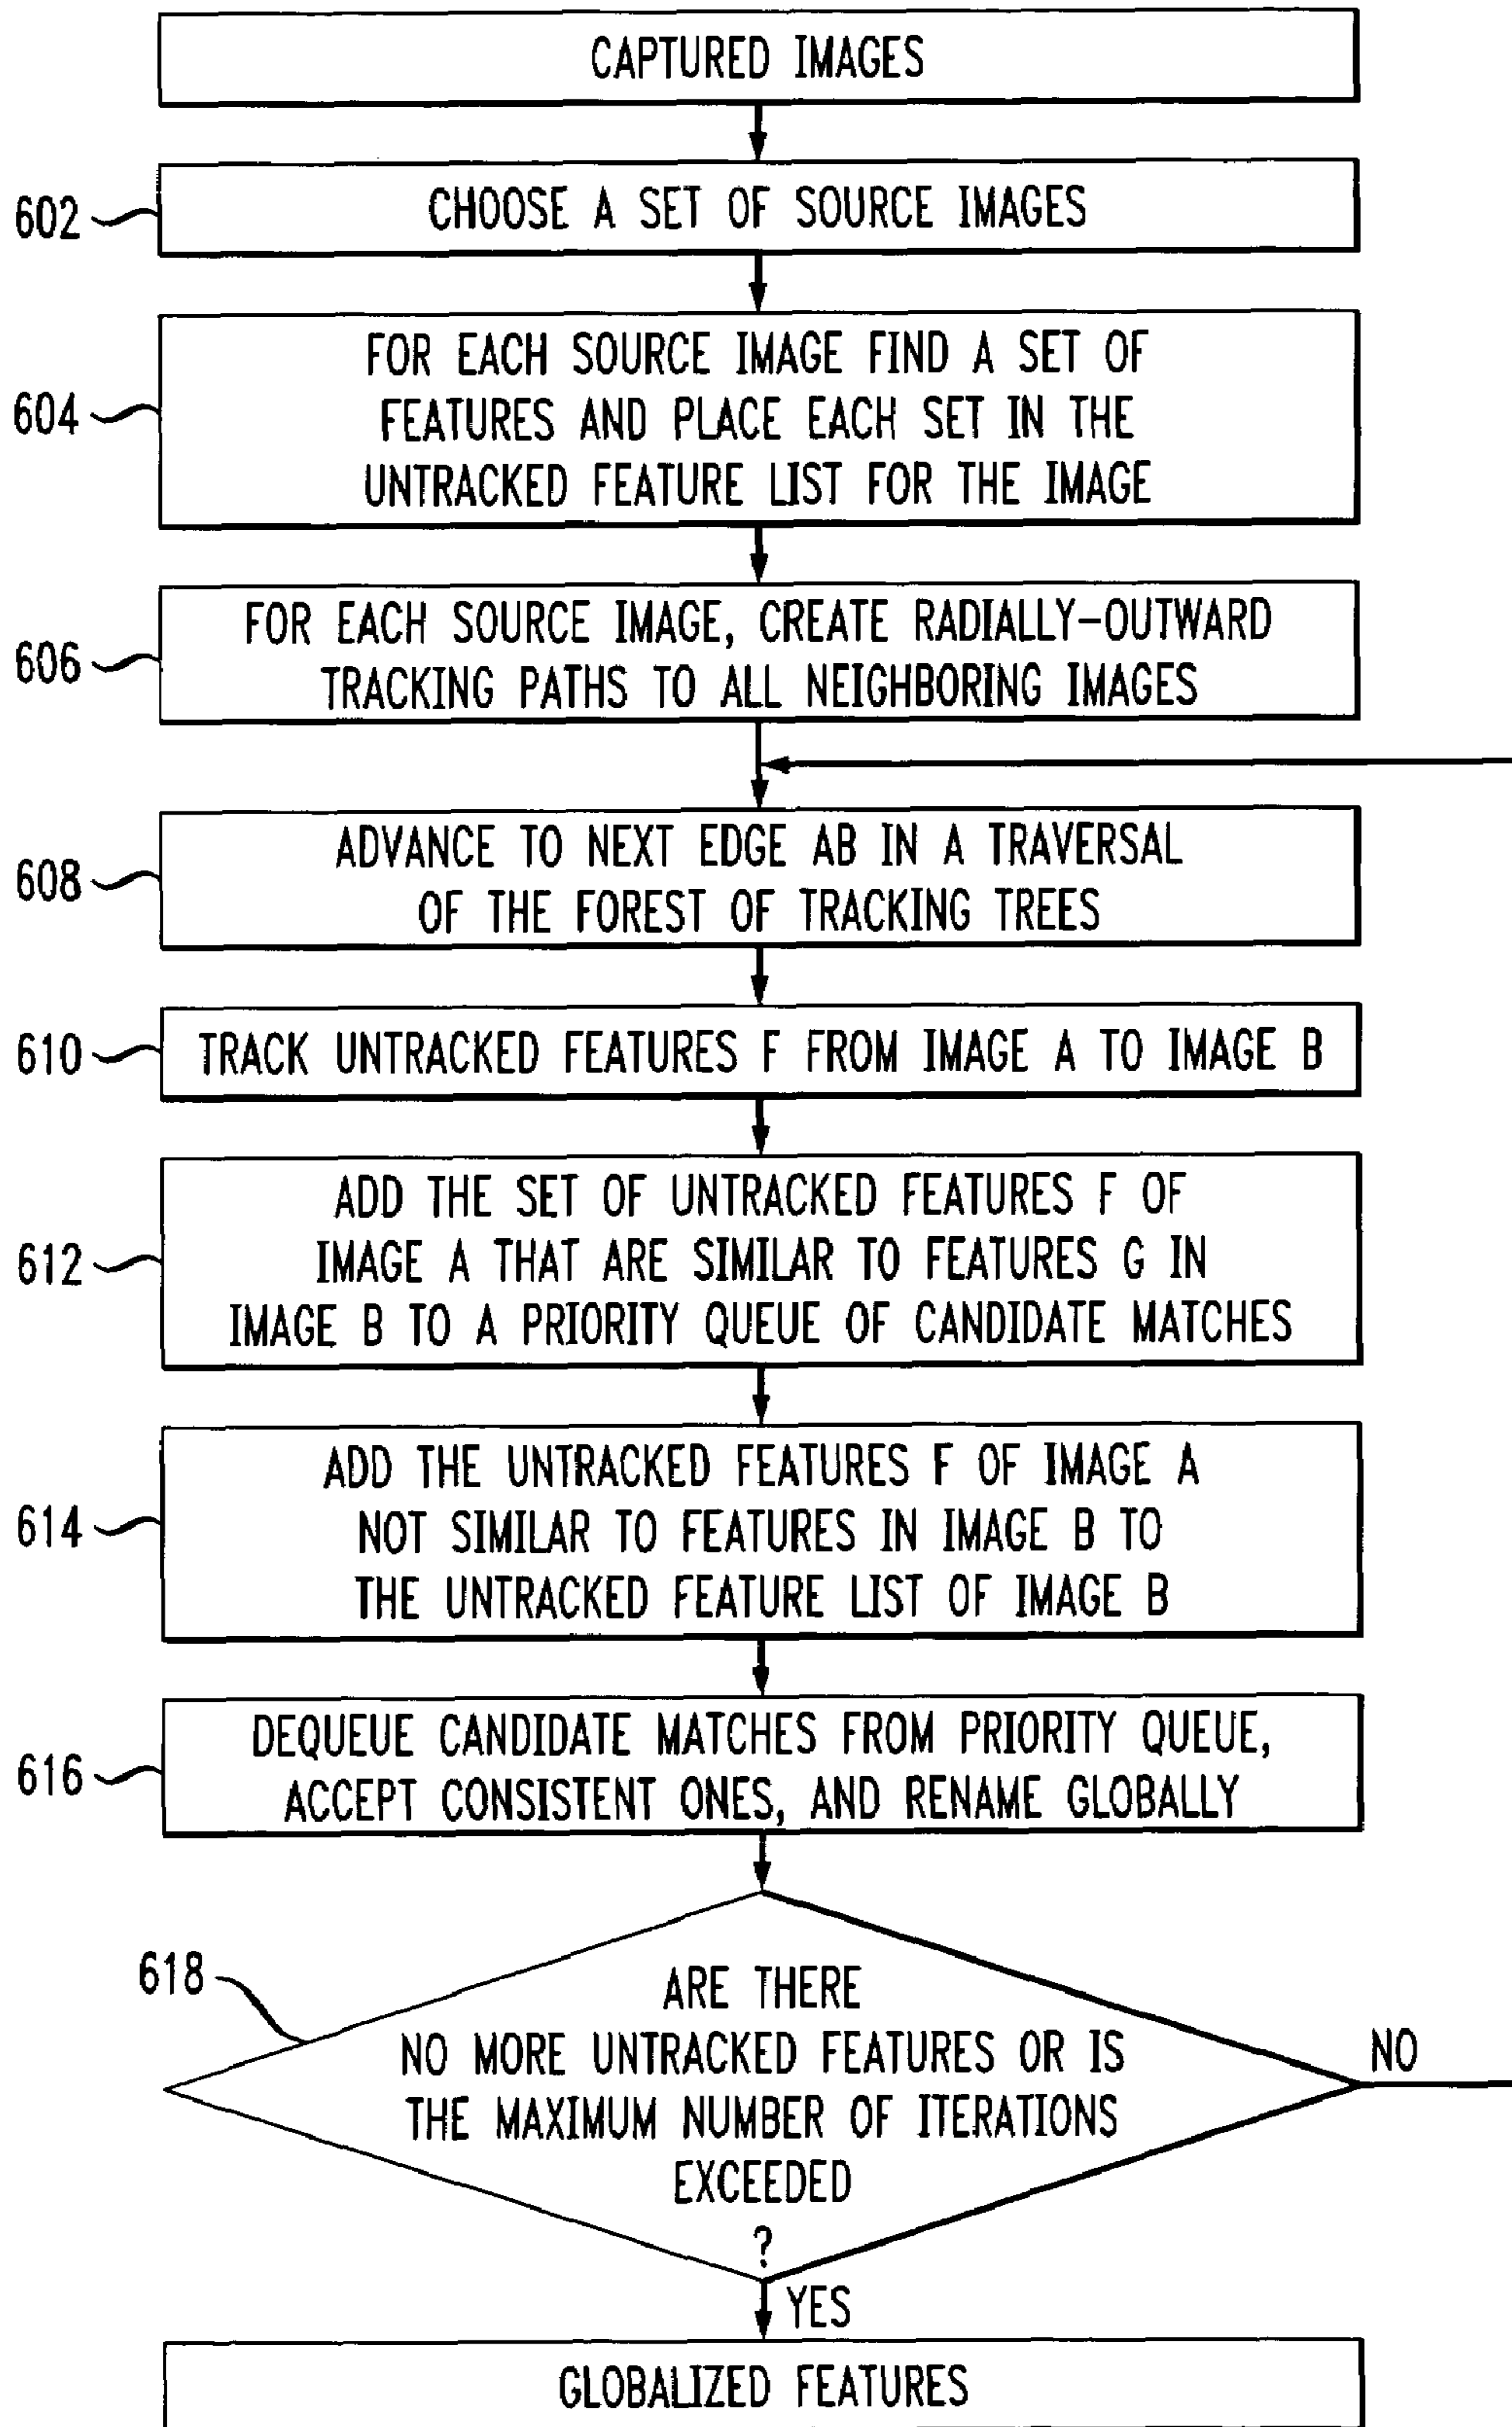 CAPTURED IMAGES
602
CHOOSE A SET OF SOURCE IMAGES
604
FOR EACH SOURCE IMAGE FIND A SET OF
FEATURES AND PLACE EACH SET IN THE
UNTRACKED FEATURE LIST FOR THE IMAGE
606
FOR EACH SOURCE IMAGE, CREATE RADIALLY-OUTWARD
TRACKING PATHS TO ALL NEIGHBORING IMAGES
608
ADVANCE TO NEXT EDGE AB IN A TRAVERSAL
OF THE FOREST OF TRACKING TREES
610
TRACK UNTRACKED FEATURES F FROM IMAGE A TO IMAGE B
612
ADD THE SET OF UNTRACKED FEATURES F OF
IMAGE A THAT ARE SIMILAR TO FEATURES G IN
IMAGE B TO A PRIORITY QUEUE OF CANDIDATE MATCHES
614
ADD THE UNTRACKED FEATURES F OF IMAGE A
NOT SIMILAR TO FEATURES IN IMAGE B TO
THE UNTRACKED FEATURE LIST OF IMAGE B
616
DEQUEUE CANDIDATE MATCHES FROM PRIORITY QUEUE,
ACCEPT CONSISTENT ONES, AND RENAME GLOBALLY
618
ARE THERE
NO MORE UNTRACKED FEATURES OR IS
THE MAXIMUM NUMBER OF ITERATIONS
EXCEEDED
?
NO
YES
GLOBALIZED FEATURES